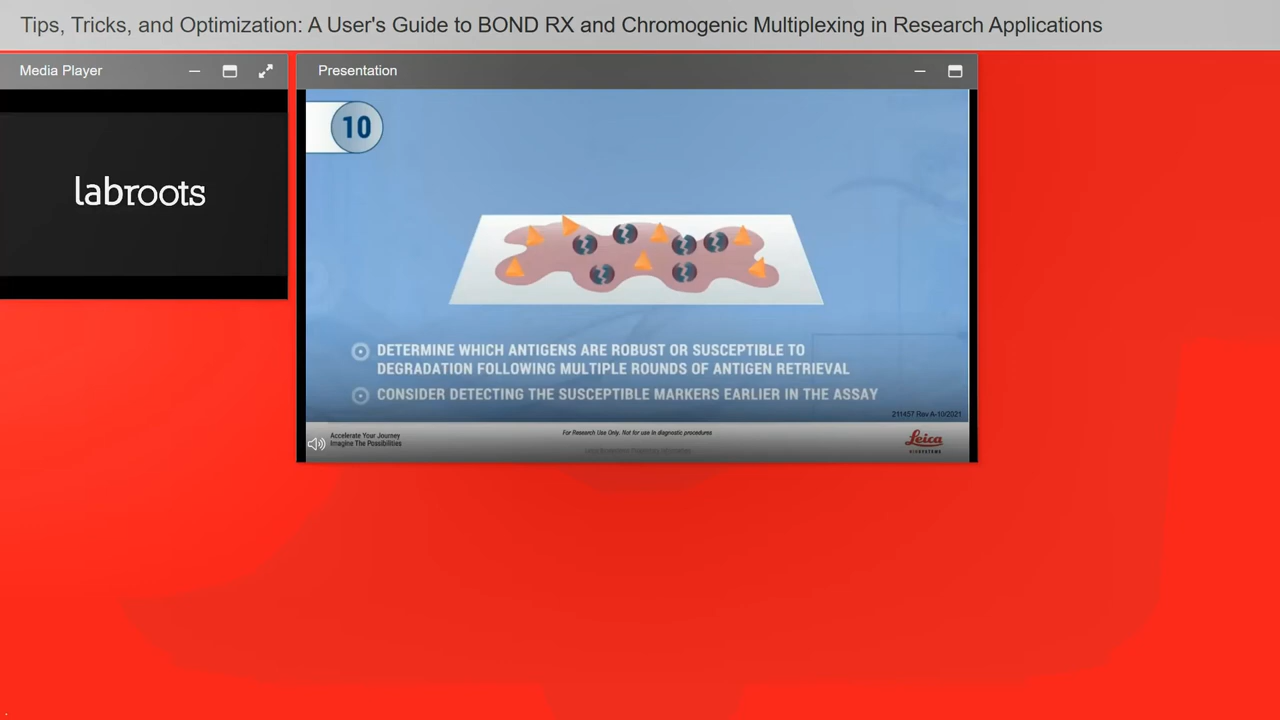 Tips, Tricks, and Optimization: A User's Guide to BOND RX and Chromogenic Multiplexing in Research Applications
Media Player
Presentation
labroots
10
DETERMINE WHICH ANTIGENS ARE ROBUST OR SUSCEPTIBLE TO
DEGRADATION FOLLOWING MULTIPLE ROUNDS OF ANTIGEN RETRIEVAL
CONSIDER DETECTING THE SUSCEPTIBLE MARKERS EARLIER IN THE ASSAY
211457 Rev A-10/2021
Accelerate Your Journey
Imagine The Possibilities
For Research Use Only. Not for use in diagnostic procedures
Leica
BIOSYSTEMS